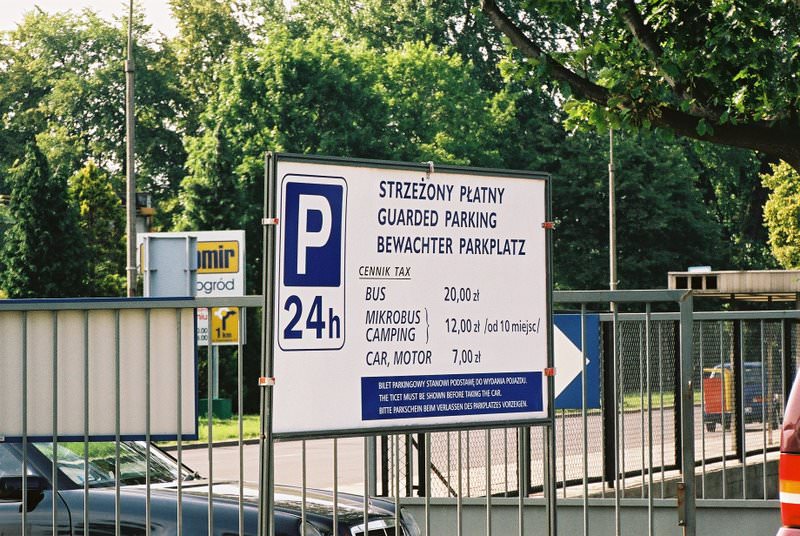 STRZEŻONY PŁATNY
GUARDED PARKING
BEWACHTER PARKPLATZ
P
24h
CENNIK TAX
BUS 20,00 zł
MIKROBUS
CAMPING } 12,00 zł /od 10 miejsc/
CAR, MOTOR 7,00 zł
BILET PARKINGOWY STANOWI PODSTAWĘ DO WYDANIA POJAZDU.
THE TICET MUST BE SHOWN BEFORE TAKING THE CAR.
BITTE PARKSCHEIN BEIM VERLASSEN DES PARKPLATZES VORZEIGEN.
mir
ogród
1 km